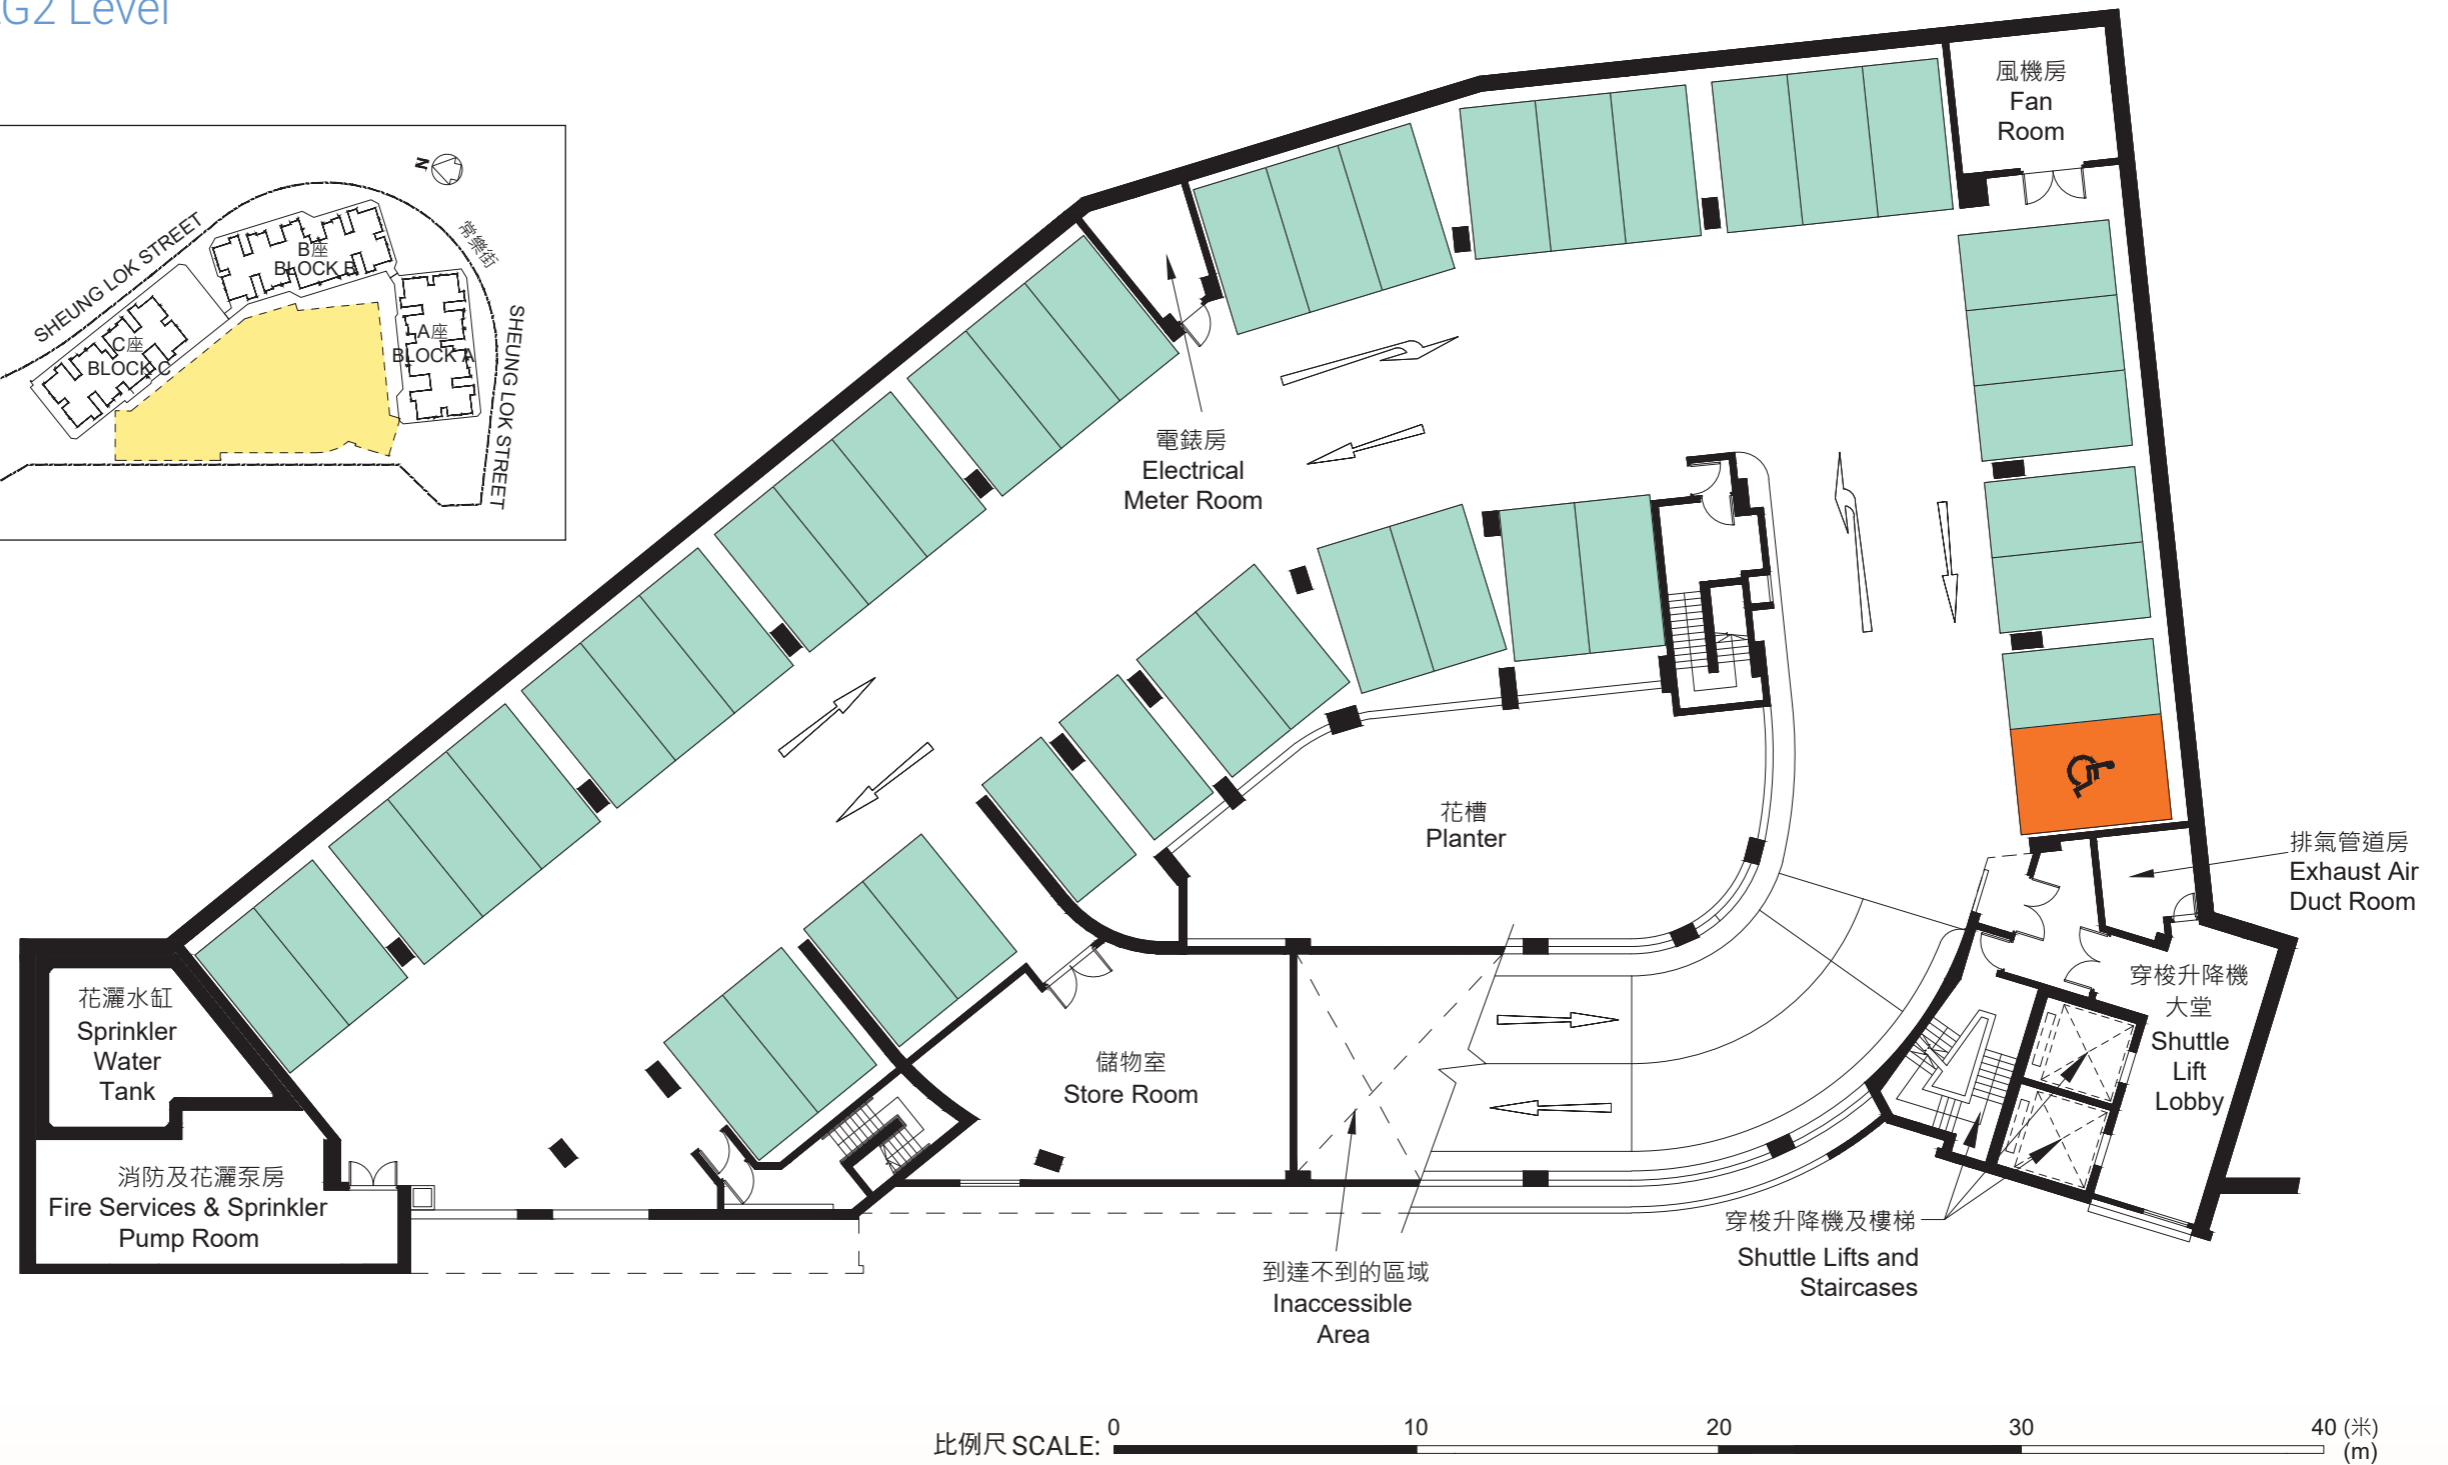 G2 Level
N
SHEUNG LOK STREET
常樂街
B座
BLOCK B
C座
BLOCK C
A座
BLOCK A
SHEUNG LOK STREET
風機房
Fan
Room
電錶房
Electrical
Meter Room
花槽
Planter
排氣管道房
Exhaust Air
Duct Room
花灑水缸
Sprinkler
Water
Tank
穿梭升降機
大堂
Shuttle
Lift
Lobby
儲物室
Store Room
消防及花灑泵房
Fire Services & Sprinkler
Pump Room
穿梭升降機及樓梯
Shuttle Lifts and
Staircases
到達不到的區域
Inaccessible
Area
比例尺 SCALE: 0 10 20 30 40 (米)
(m)